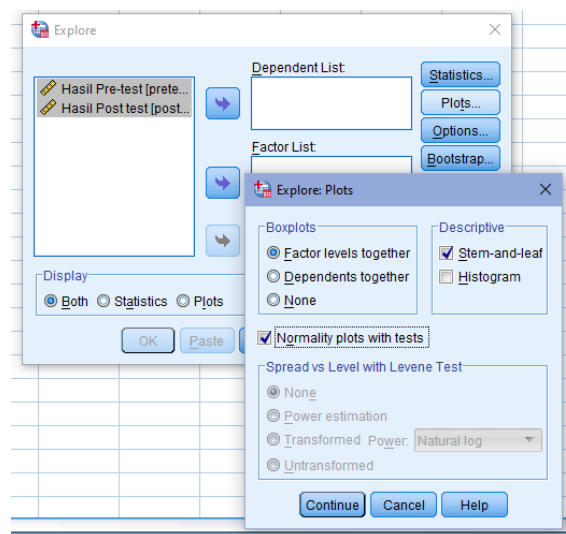 Explore
Dependent List:
Hasil Pre-test [prete...
Hasil Post test [post...
Statistics...
Plots...
Options...
Bootstrap...
Factor List:
Display
Both Statistics Plots
OK Paste
Explore: Plots
Boxplots
Factor levels together
Dependents together
None
Descriptive
Stem-and-leaf
Histogram
Normality plots with tests
Spread vs Level with Levene Test
None
Power estimation
Transformed Power: Natural log
Untransformed
Continue Cancel Help